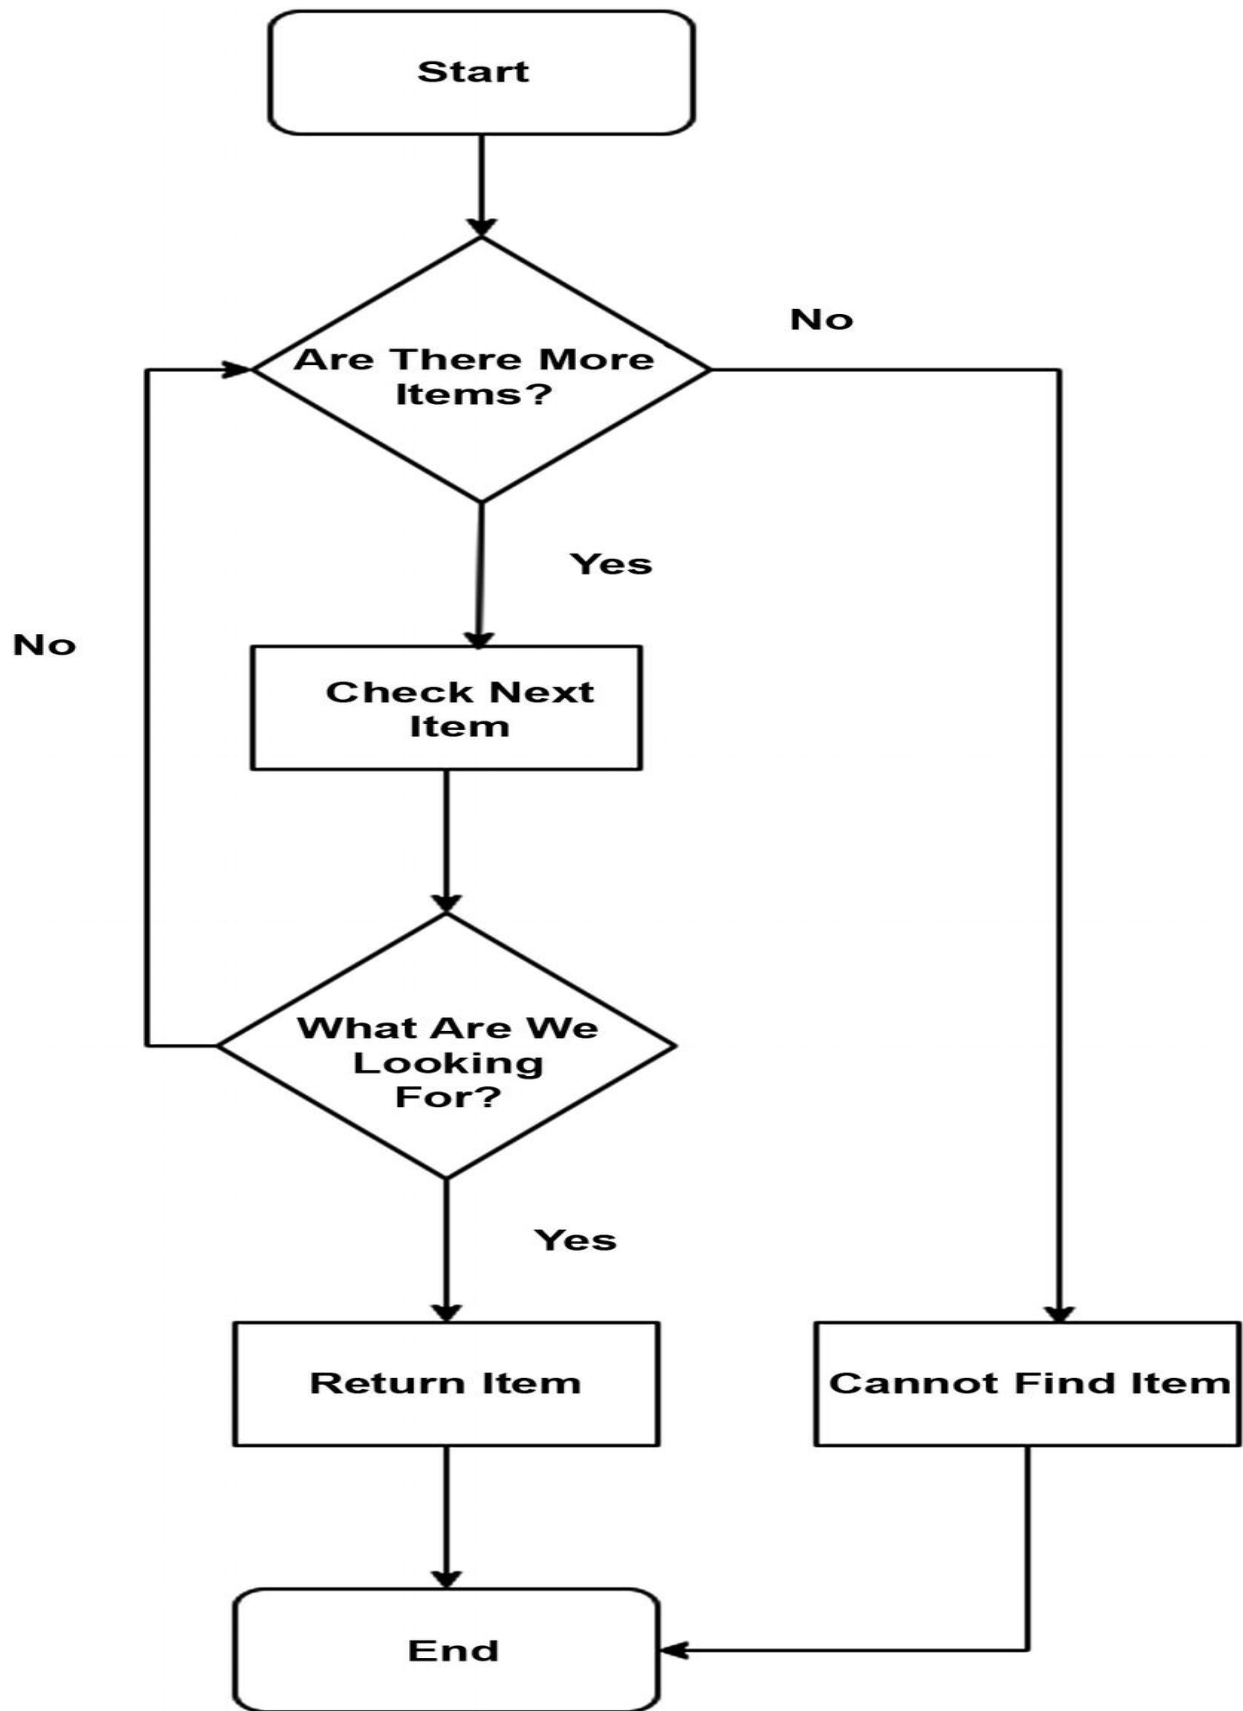 Start
No
Are There More
Items?
Yes
No
Check Next
Item
What Are We
Looking
For?
Yes
Return Item
Cannot Find Item
End